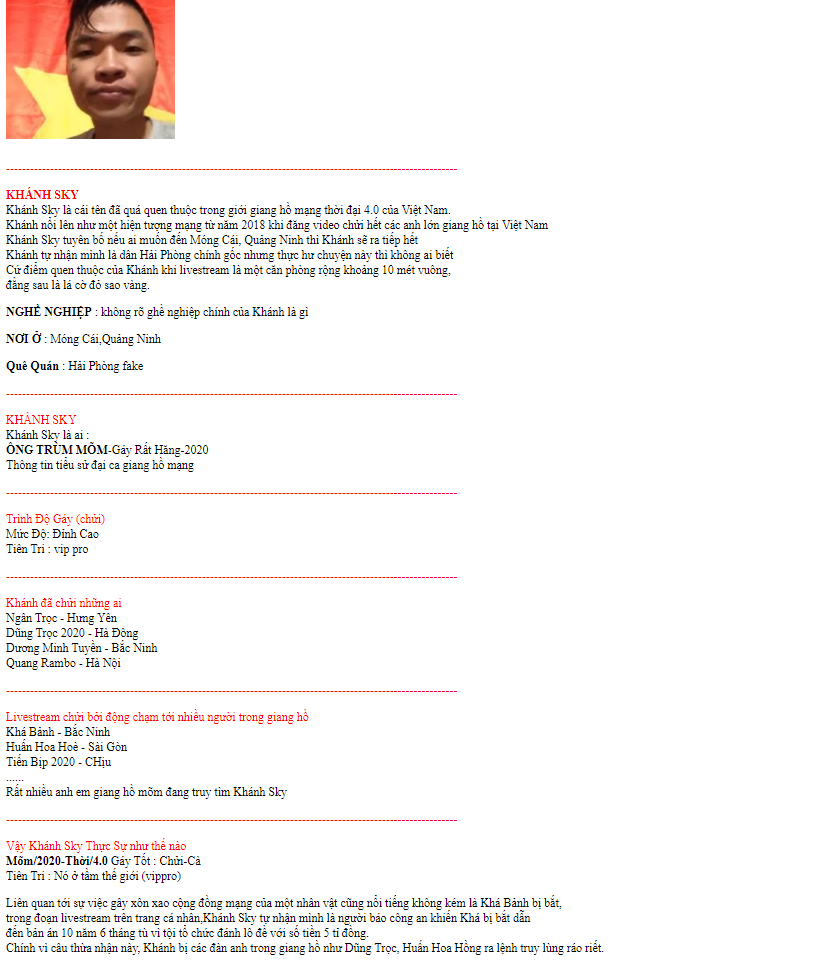 -----------------------------------------------------------------------------------------------------------------
KHÁNH SKY
Khánh Sky là cái tên đã quá quen thuộc trong giới giang hồ mạng thời đại 4.0 của Việt Nam.
Khánh nổi lên như một hiện tượng mạng từ năm 2018 khi đăng video chửi hết các anh lớn giang hồ tại Việt Nam
Khánh Sky tuyên bố nếu ai muốn đến Móng Cái, Quảng Ninh thì Khánh sẽ ra tiếp hết
Khánh tự nhận mình là dân Hải Phòng chính gốc nhưng thực hư chuyện này thì không ai biết
Cứ điểm quen thuộc của Khánh khi livestream là một căn phòng rộng khoảng 10 mét vuông,
đằng sau là lá cờ đỏ sao vàng.
NGHỀ NGHIỆP : không rõ ghề nghiệp chính của Khánh là gì
NƠI Ở : Móng Cái,Quảng Ninh
Quê Quán : Hải Phòng fake
-----------------------------------------------------------------------------------------------------------------
KHÁNH SKY
Khánh Sky là ai :
ÔNG TRÙM MÕM-Gáy Rất Hăng-2020
Thông tin tiểu sử đại ca giang hồ mạng
-----------------------------------------------------------------------------------------------------------------
Trình Độ Gáy (chửi)
Mức Độ: Đỉnh Cao
Tiên Tri : vip pro
-----------------------------------------------------------------------------------------------------------------
Khánh đã chửi những ai
Ngân Trọc - Hưng Yên
Dũng Trọc 2020 - Hà Đông
Dương Minh Tuyền - Bắc Ninh
Quang Rambo - Hà Nội
-----------------------------------------------------------------------------------------------------------------
Livestream chửi bởi động chạm tới nhiều người trong giang hồ
Khá Bảnh - Bắc Ninh
Huấn Hoa Hoè - Sài Gòn
Tiến Bịp 2020 - CHịu
......
Rất nhiều anh em giang hồ mõm đang truy tìm Khánh Sky
-----------------------------------------------------------------------------------------------------------------
Vậy Khánh Sky Thực Sự như thế nào
Mõm/2020-Thời/4.0 Gáy Tốt : Chửi-Cả
Tiên Tri : Nó ở tầm thế giới (vippro)
Liên quan tới sự việc gây xôn xao cộng đồng mạng của một nhân vật cũng nổi tiếng không kém là Khá Bảnh bị bắt,
trong đoạn livestream trên trang cá nhân,Khánh Sky tự nhận mình là người báo công an khiến Khá bị bắt dẫn
đến bản án 10 năm 6 tháng tù vì tội tổ chức đánh lô đề với số tiền 5 tỉ đồng.
Chính vì câu thừa nhận này, Khánh bị các đàn anh trong giang hồ như Dũng Trọc, Huấn Hoa Hồng ra lệnh truy lùng ráo riết.